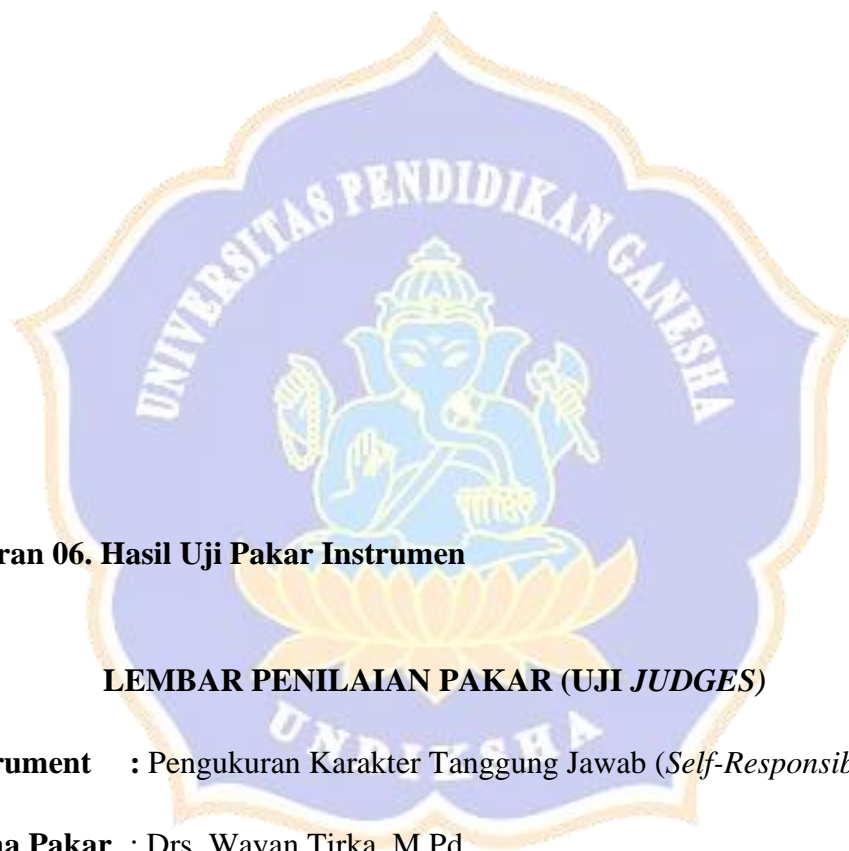 UNIVERSITAS PENDIDIKAN GANESHA
ran 06. Hasil Uji Pakar Instrumen
LEMBAR PENILAIAN PAKAR (UJI JUDGES)
UNDIKSHA
rument : Pengukuran Karakter Tanggung Jawab (Self-Responsib
na Pakar : Drs. Wayan Tirka, M.Pd